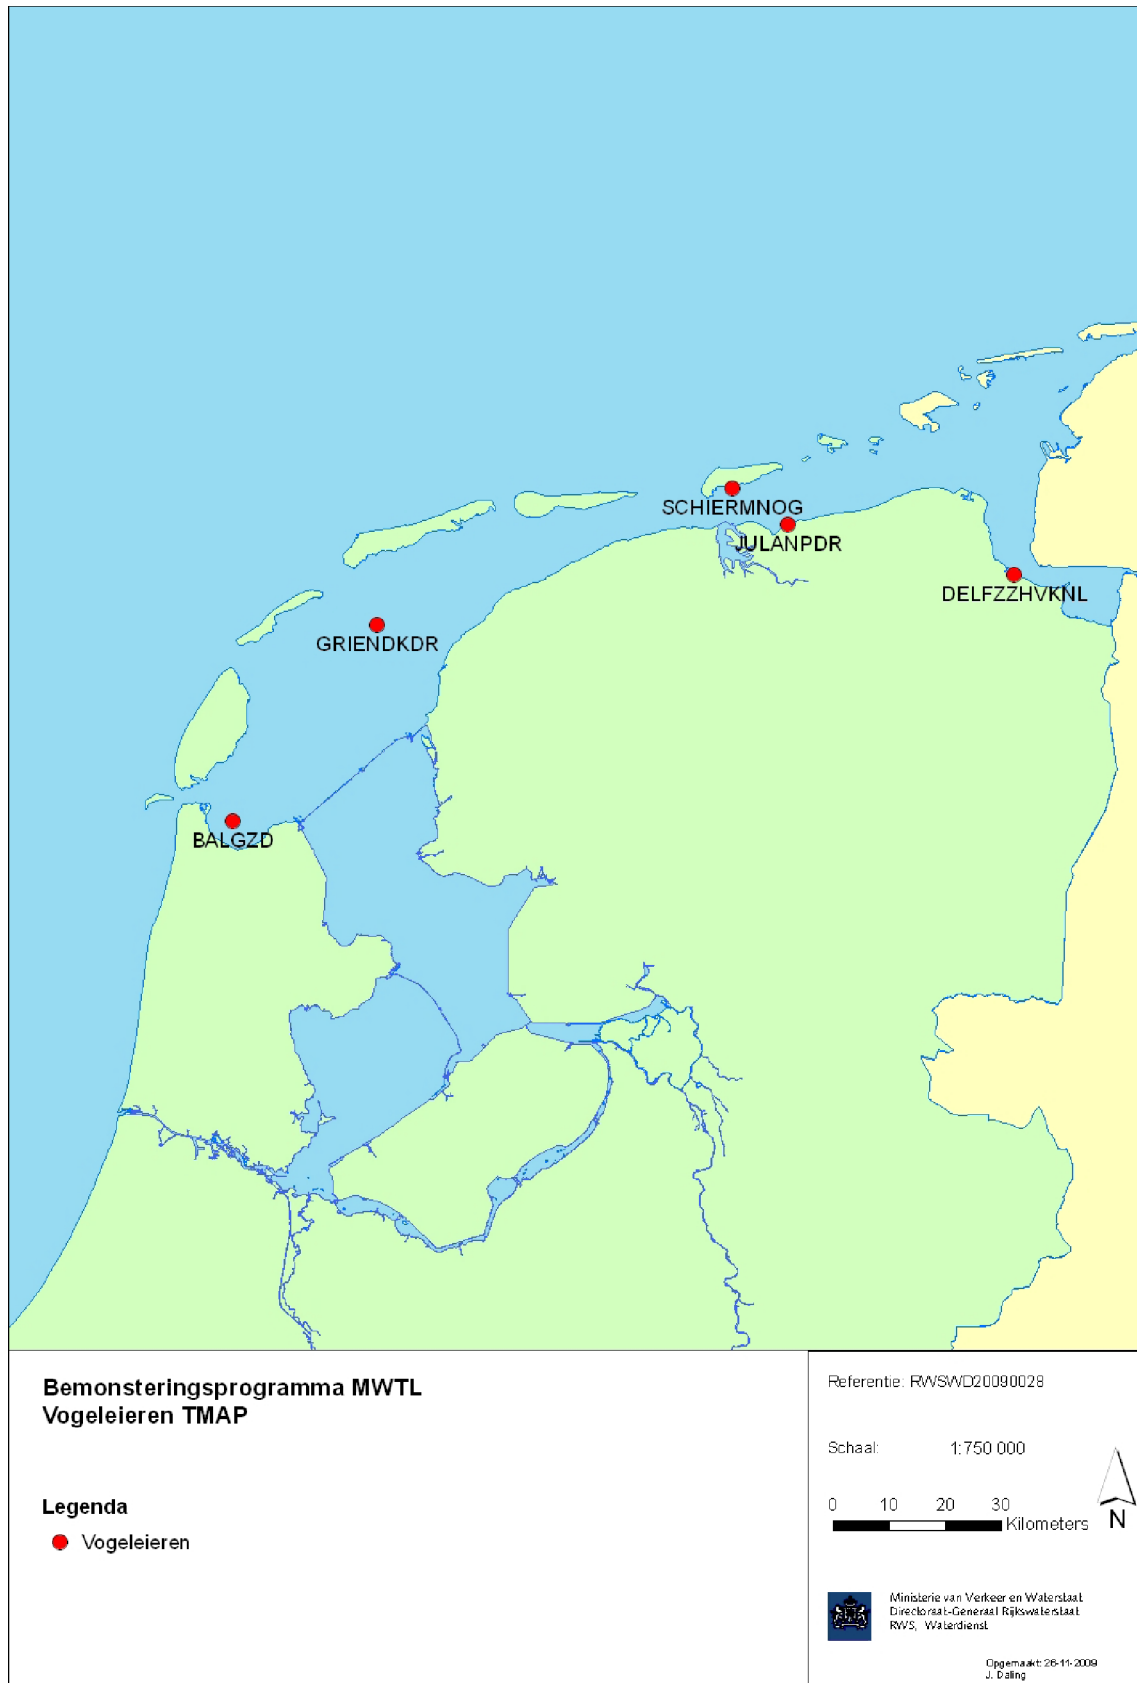 SCHIERMNOG
JULANPDR
DELFZZHVKNL
GRIENDKDR
BALGZD
Bemonsteringsprogramma MWTL
Vogeleieren TMAP
Legenda
Vogeleieren
Referentie: RWSWD20090028
Schaal: 1:750 000
0 10 20 30
Kilometers
N
Ministerie van Verkeer en Waterstaat
Directoraat-Generaal Rijkswaterstaat
RWS, Waterdienst
Opgemaakt: 26-11-2009
J. Daling